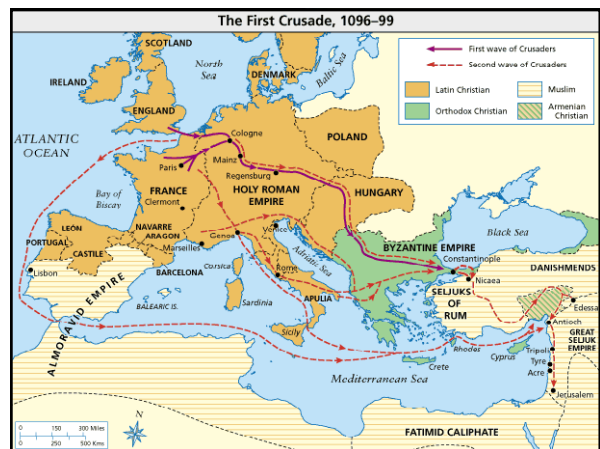 The First Crusade, 1096–99
First wave of Crusaders
Second wave of Crusaders
Latin Christian
Muslim
Orthodox Christian
Armenian
Christian
SCOTLAND
North
Sea
DENMARK
Baltic Sea
IRELAND
ENGLAND
ATLANTIC
OCEAN
Cologne
POLAND
Paris
Mainz
Regensburg
Bay of
Biscay
FRANCE
Clermont
HOLY ROMAN
EMPIRE
HUNGARY
LEÓN
NAVARRE
ARAGON
PORTUGAL
CASTILE
Marseilles
Genoa
Venice
Adriatic Sea
BYZANTINE EMPIRE
Black Sea
Constantinople
DANISHMENDS
Lisbon
BARCELONA
Corsica
Rome
Nicaea
APULIA
SELJUKS
OF
RUM
Edessa
BALEARIC IS.
Sardinia
ALMORAVID EMPIRE
Sicily
Antioch
GREAT
SELJUK
EMPIRE
Rhodes
Cyprus
Crete
Tripoli
Tyre
Acre
Mediterranean Sea
Jerusalem
FATIMID CALIPHATE
N
0 150 300 Miles
0 250 500 Kms